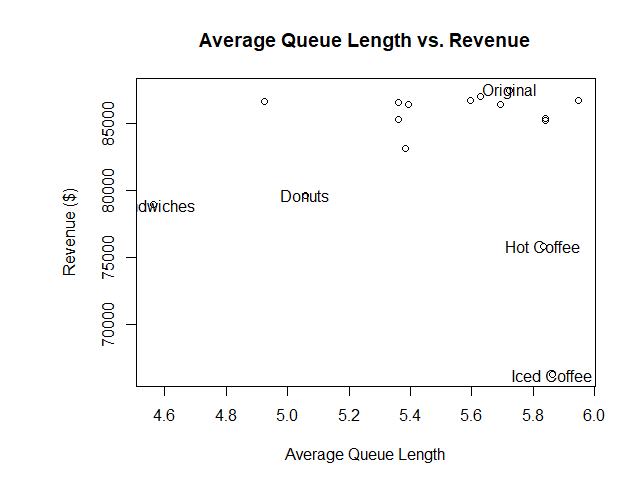 Average Queue Length vs. Revenue
Revenue ($)
85000
80000
75000
70000
Original
Donuts
dwiches
Hot Coffee
Iced Coffee
4.6 4.8 5.0 5.2 5.4 5.6 5.8 6.0
Average Queue Length